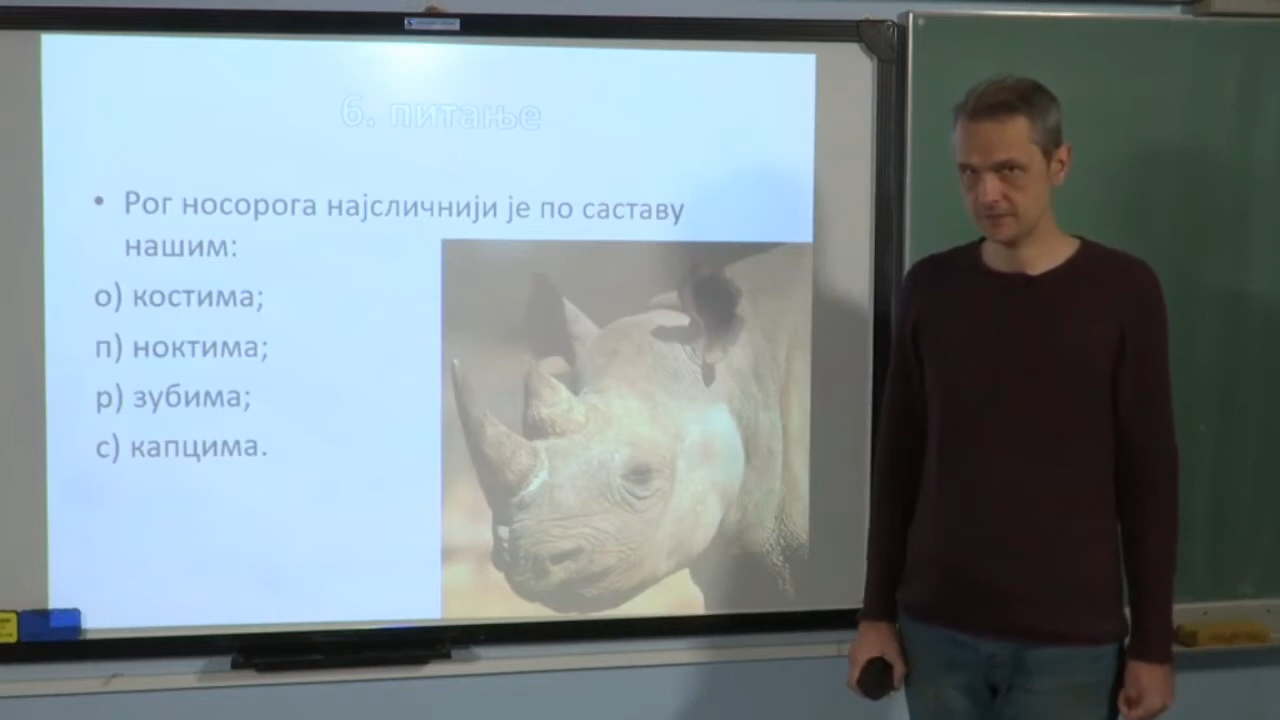 6. питање
• Рог носорога најсличнији је по саставу
нашим:
о) костима;
п) ноктима;
р) зубима;
с) капцима.